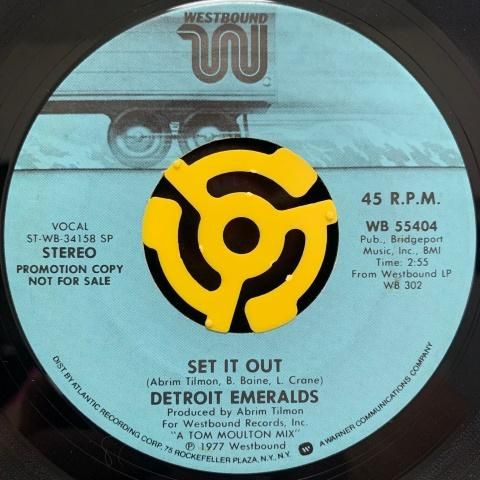 WESTBOUND
W
VOCAL
ST-WB-34158 SP
STEREO
PROMOTION COPY
NOT FOR SALE
45 R.P.M.
WB 55404
Pub., Bridgeport
Music, Inc., BMI
Time: 2:55
From Westbound LP
WB 302
SET IT OUT
(Abrim Tilmon, B. Baine, L. Crane)
DETROIT EMERALDS
Produced by Abrim Tilmon
For Westbound Records, Inc.
"A TOM MOULTON MIX"
℗ 1977 Westbound
DIST. BY ATLANTIC RECORDING CORP., 75 ROCKEFELLER PLAZA, N.Y., N.Y.
A WARNER COMMUNICATIONS COMPANY